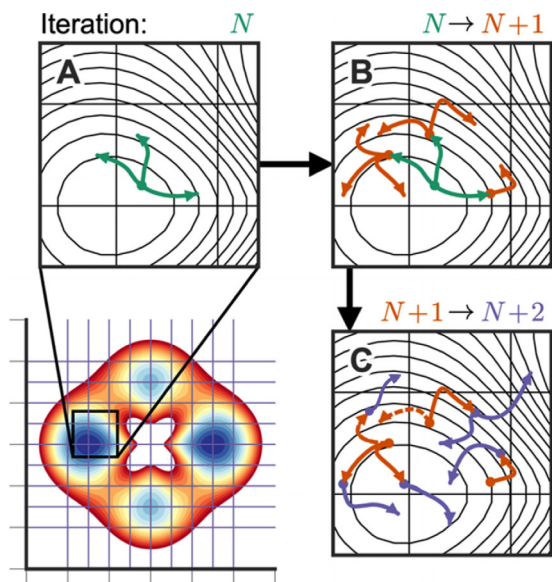 Iteration: N
N→N+1
A
B
N+1→N+2
C